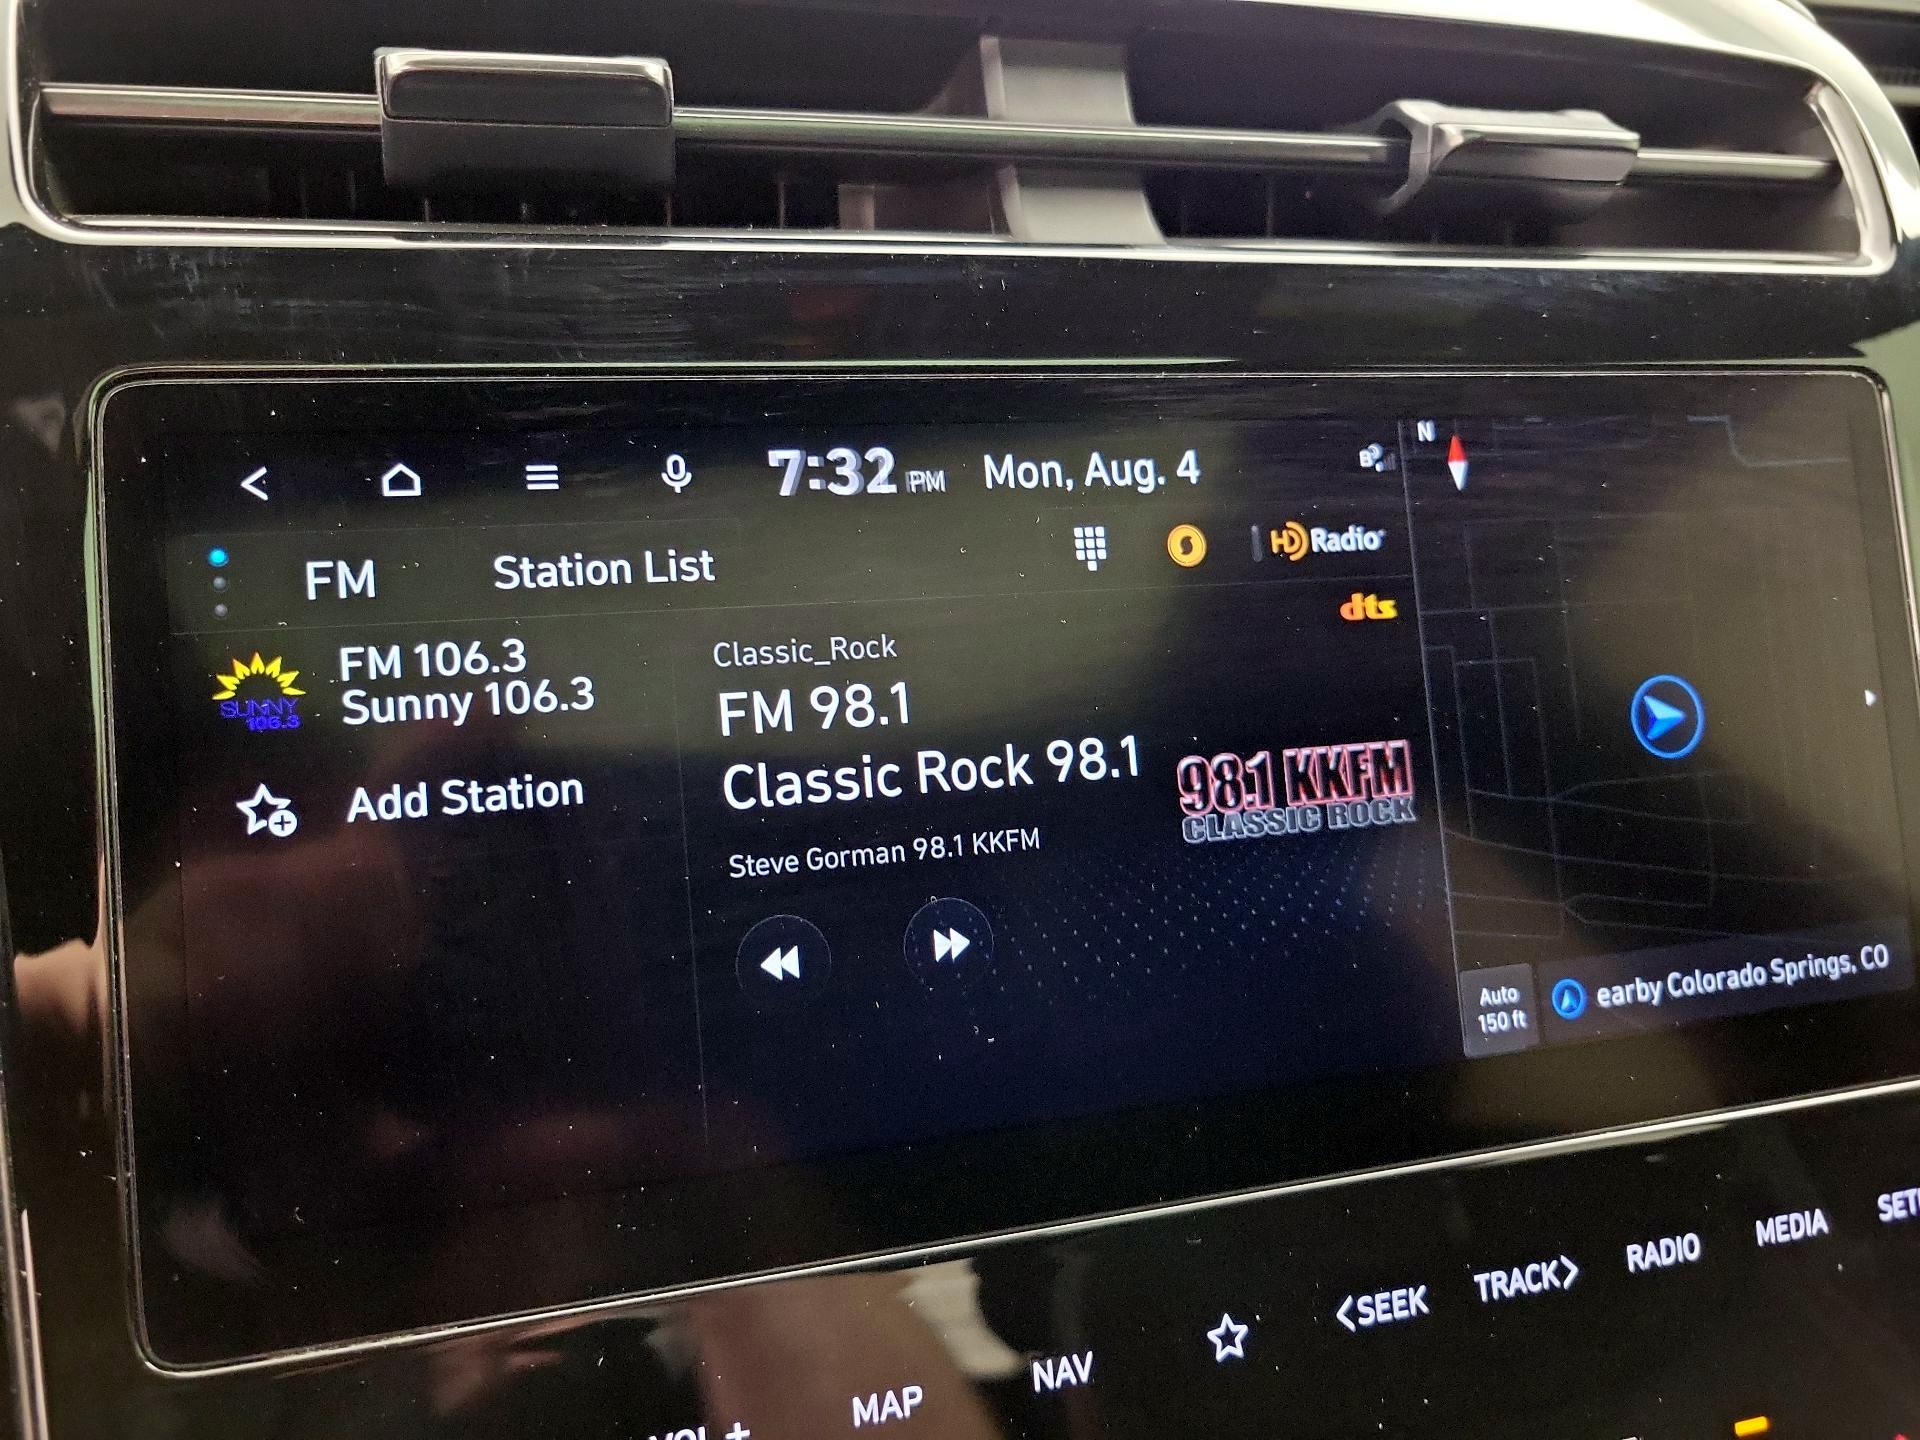 7:32 PM Mon, Aug. 4
N
FM Station List
HD Radio
dts
FM 106.3
Sunny 106.3
SUNNY
106.3
Add Station
Classic_Rock
FM 98.1
Classic Rock 98.1
Steve Gorman 98.1 KKFM
98.1 KKFM
CLASSIC ROCK
Auto
150 ft
earby Colorado Springs, CO
VOL +
MAP
NAV
<SEEK
TRACK>
RADIO
MEDIA